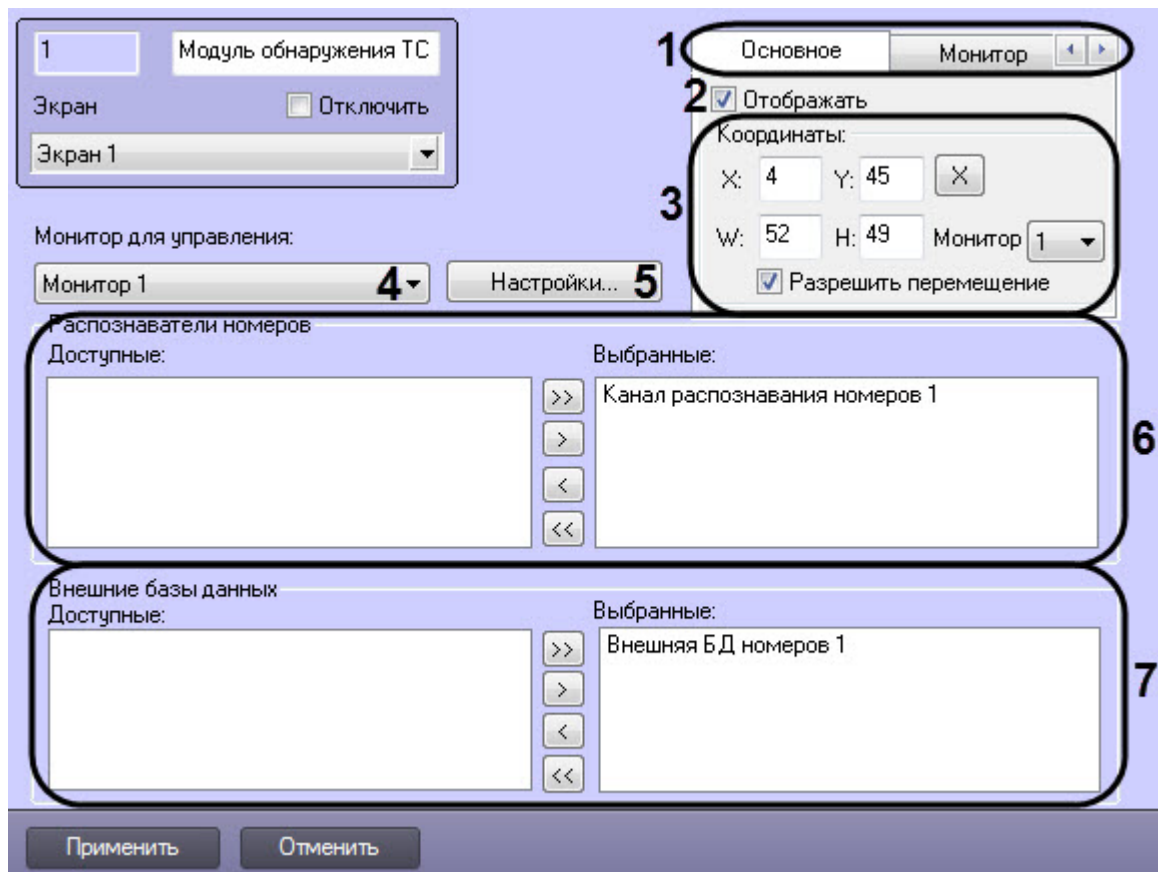 1 Модуль обнаружения ТС
Экран Отключить
Экран 1
1 Основное Монитор
2 Отображать
3 Координаты:
X: 4 Y: 45 X
W: 52 H: 49 Монитор 1
Разрешить перемещение
Монитор для управления:
Монитор 1 4 Настройки... 5
Распознаватели номеров
Доступные: Выбранные:
Канал распознавания номеров 1
>>
>
<
<<
6
Внешние базы данных
Доступные: Выбранные:
Внешняя БД номеров 1
>>
>
<
<<
7
Применить Отменить